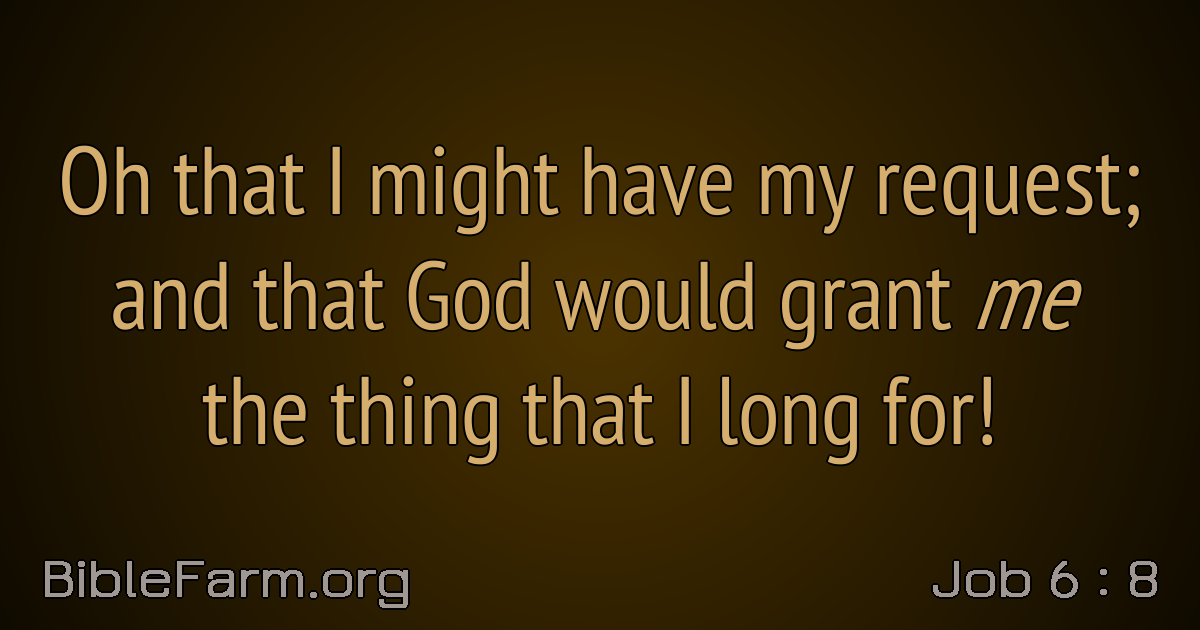 Oh that I might have my request;
and that God would grant me
the thing that I long for!
BibleFarm.org
Job 6 : 8